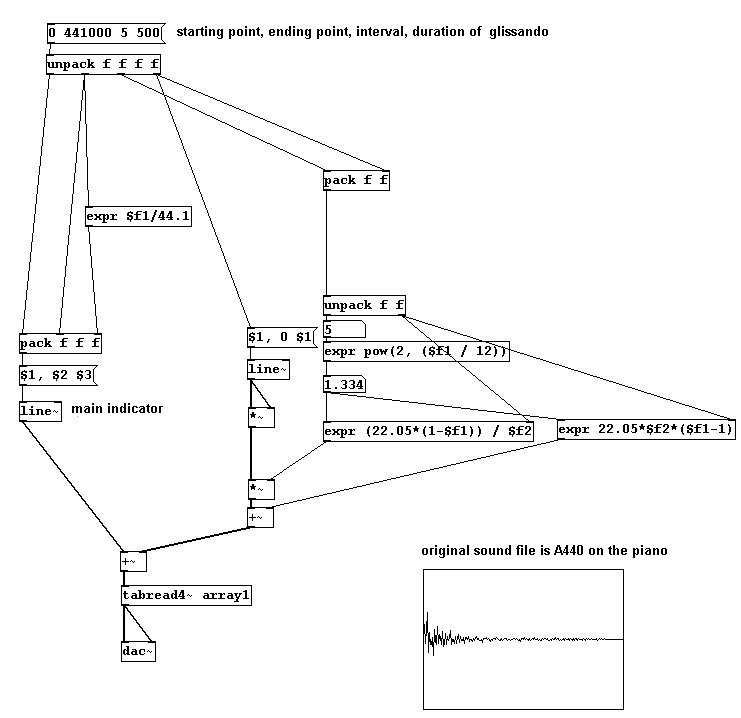 0 441000 5 500
starting point, ending point, interval, duration of glissando
unpack f f f f
pack f f
expr $f1/44.1
unpack f f
5
pack f f f
$1, 0 $1
expr pow(2, ($f1 / 12))
$1, $2 $3
line~
1.334
line~
main indicator
*~
expr (22.05*(1-$f1)) / $f2
expr 22.05*$f2*($f1-1)
*~
+~
+~
original sound file is A440 on the piano
tabread4~ array1
dac~